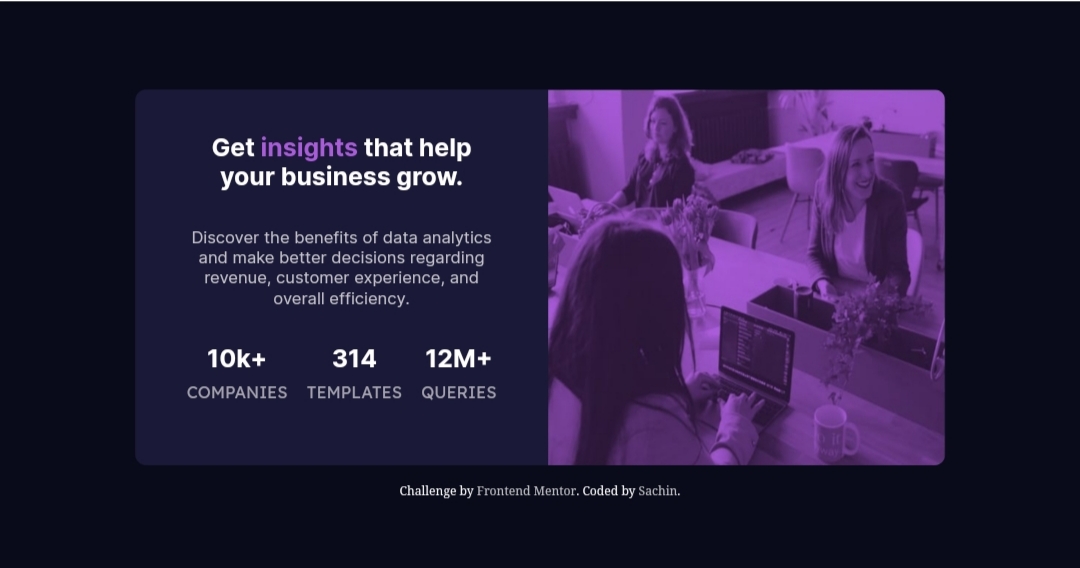 Get insights that help
your business grow.
Discover the benefits of data analytics
and make better decisions regarding
revenue, customer experience, and
overall efficiency.
10k+ 314 12M+
COMPANIES TEMPLATES QUERIES
Challenge by Frontend Mentor. Coded by Sachin.